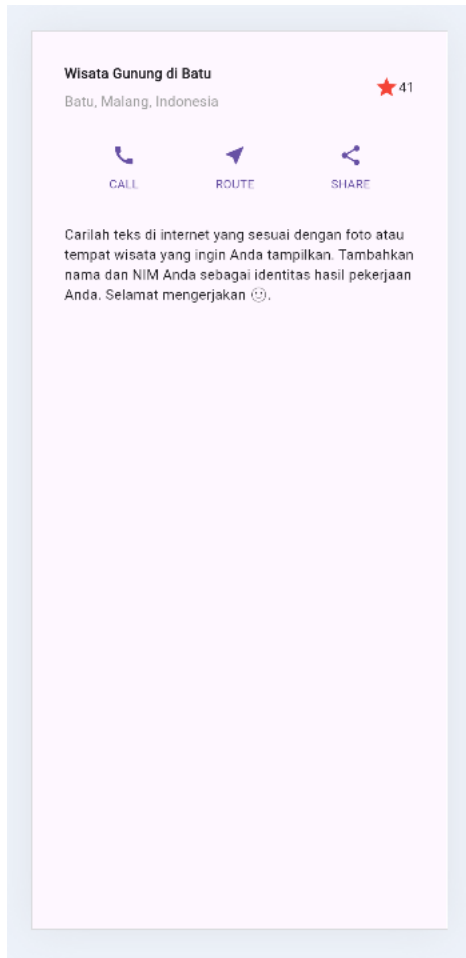 Wisata Gunung di Batu
Batu, Malang, Indonesia
41
CALL
ROUTE
SHARE
Carilah teks di internet yang sesuai dengan foto atau
tempat wisata yang ingin Anda tampilkan. Tambahkan
nama dan NIM Anda sebagai identitas hasil pekerjaan
Anda. Selamat mengerjakan 🙂.